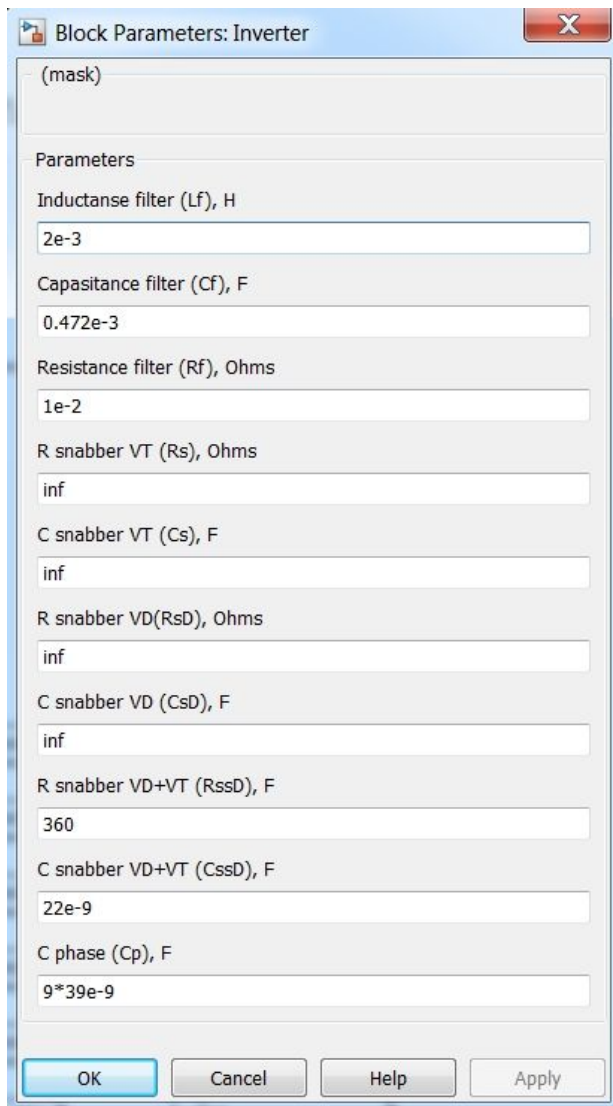 Block Parameters: Inverter
(mask)
Parameters
Inductanse filter (Lf), H
2e-3
Capasitance filter (Cf), F
0.472e-3
Resistance filter (Rf), Ohms
1e-2
R snabber VT (Rs), Ohms
inf
C snabber VT (Cs), F
inf
R snabber VD(RsD), Ohms
inf
C snabber VD (CsD), F
inf
R snabber VD+VT (RssD), F
360
C snabber VD+VT (CssD), F
22e-9
C phase (Cp), F
9*39e-9
OK Cancel Help Apply